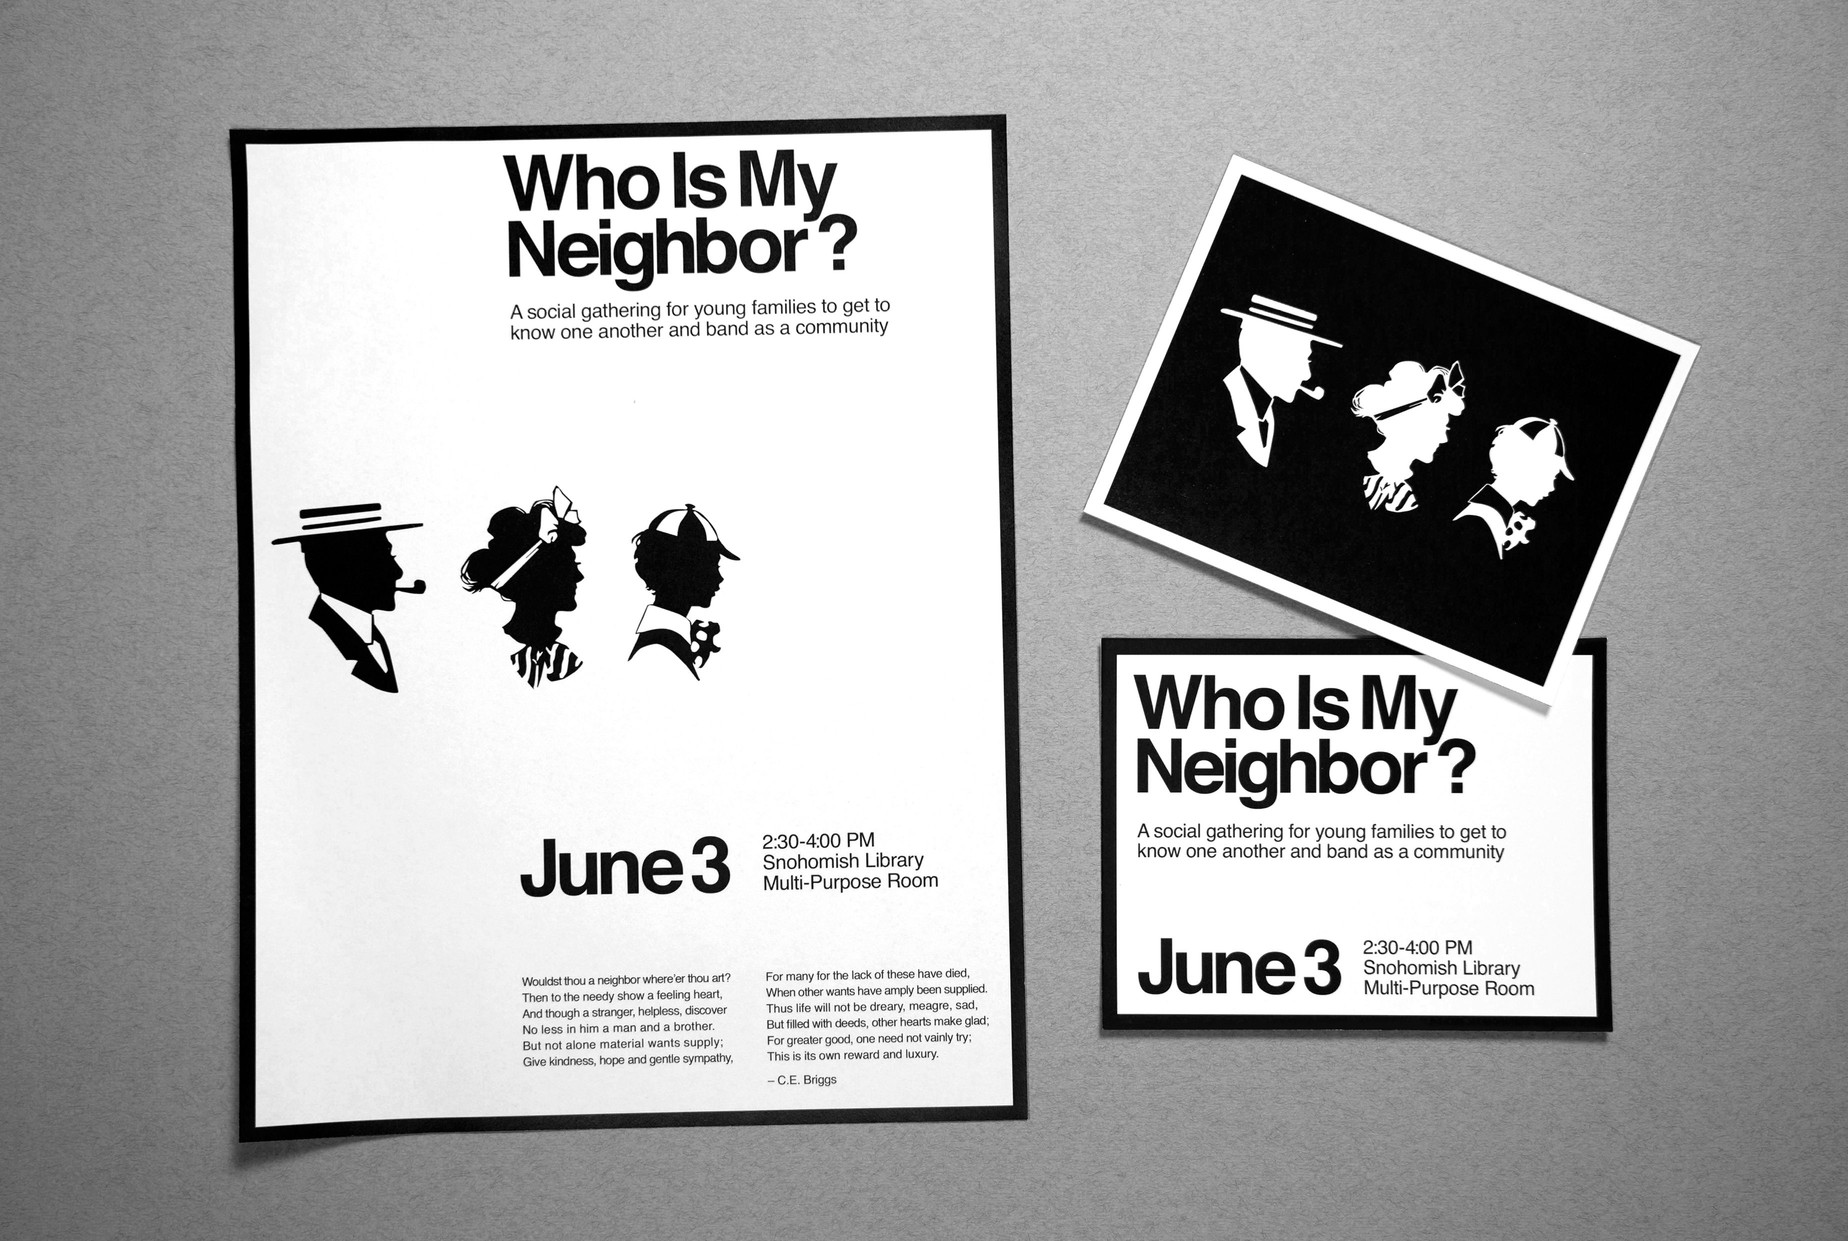 Who Is My
Neighbor?
A social gathering for young families to get to
know one another and band as a community
June 3
2:30-4:00 PM
Snohomish Library
Multi-Purpose Room
Wouldst thou a neighbor where'er thou art?
Then to the needy show a feeling heart,
And though a stranger, helpless, discover
No less in him a man and a brother.
But not alone material wants supply;
Give kindness, hope and gentle sympathy,
For many for the lack of these have died,
When other wants have amply been supplied.
Thus life will not be dreary, meagre, sad,
But filled with deeds, other hearts make glad;
For greater good, one need not vainly try;
This is its own reward and luxury.
– C.E. Briggs
Who Is My
Neighbor?
A social gathering for young families to get to
know one another and band as a community
June 3
2:30-4:00 PM
Snohomish Library
Multi-Purpose Room